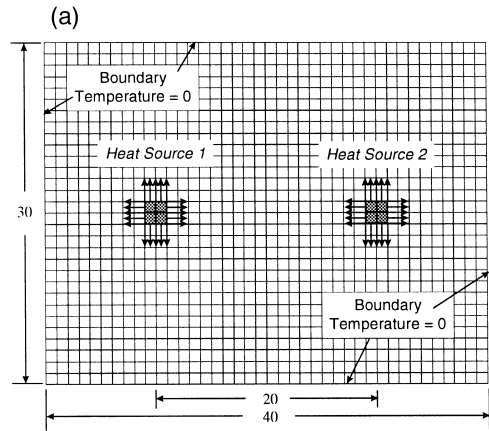 (a)
Boundary
Temperature = 0
Heat Source 1
Heat Source 2
30
Boundary
Temperature = 0
20
40